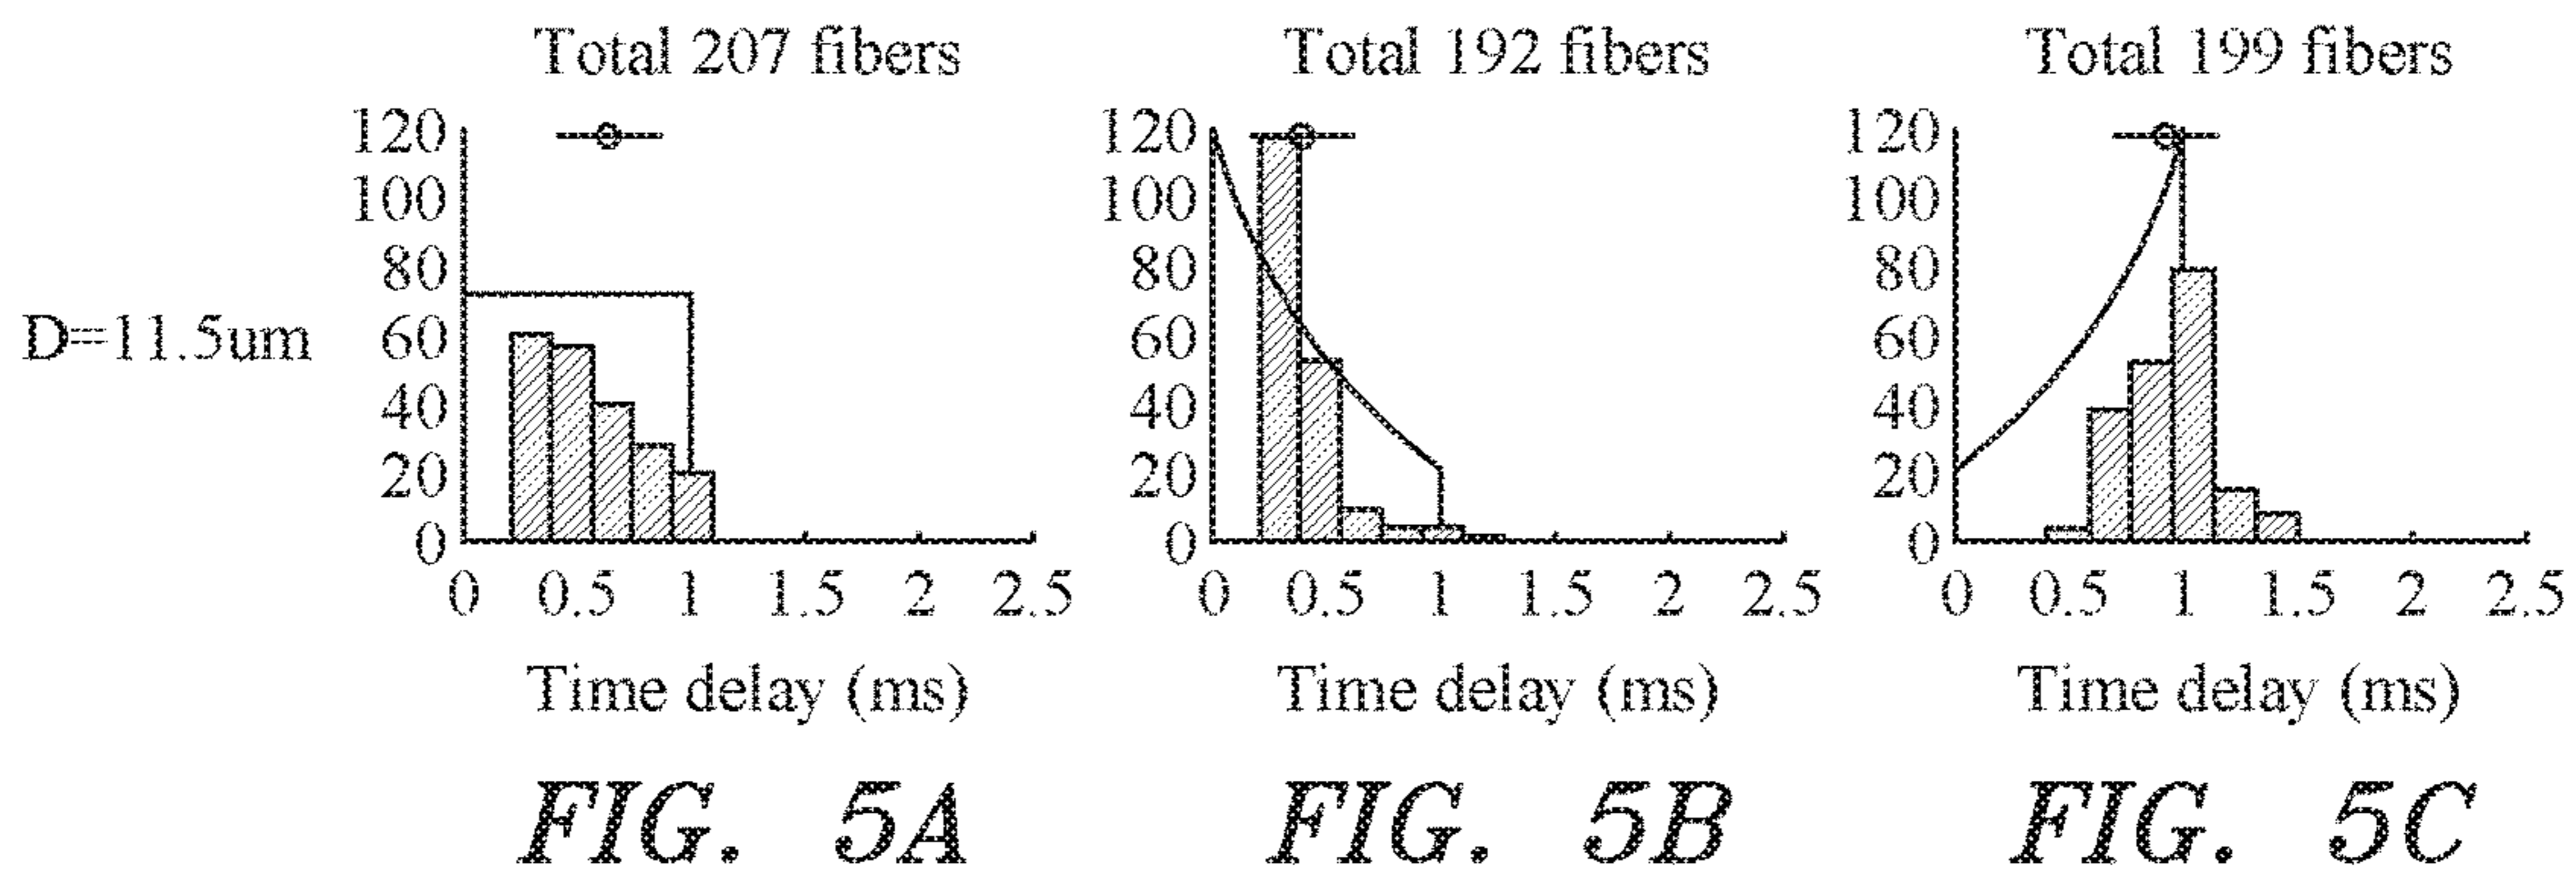 Total 207 fibers
Total 192 fibers
Total 199 fibers
D=11.5um
120
100
80
60
40
20
0
0 0.5 1 1.5 2 2.5
Time delay (ms)
FIG. 5A
120
100
80
60
40
20
0
0 0.5 1 1.5 2 2.5
Time delay (ms)
FIG. 5B
120
100
80
60
40
20
0
0 0.5 1 1.5 2 2.5
Time delay (ms)
FIG. 5C